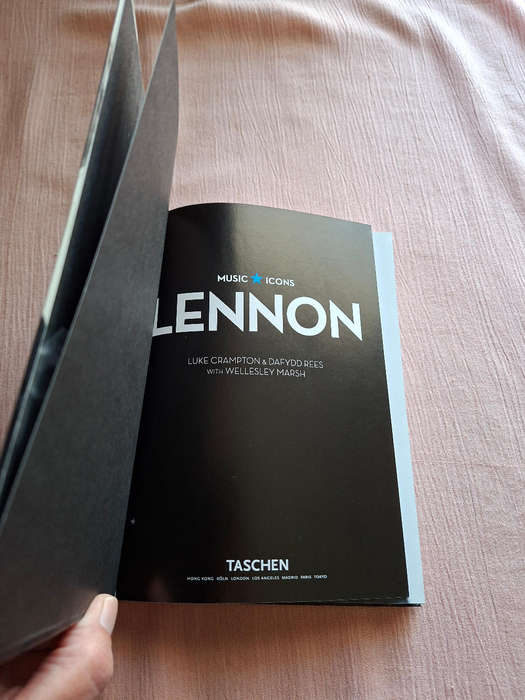 MUSIC ★ ICONS
LENNON
LUKE CRAMPTON & DAFYDD REES
WITH WELLESLEY MARSH
TASCHEN
HONG KONG KÖLN LONDON LOS ANGELES MADRID PARIS TOKYO